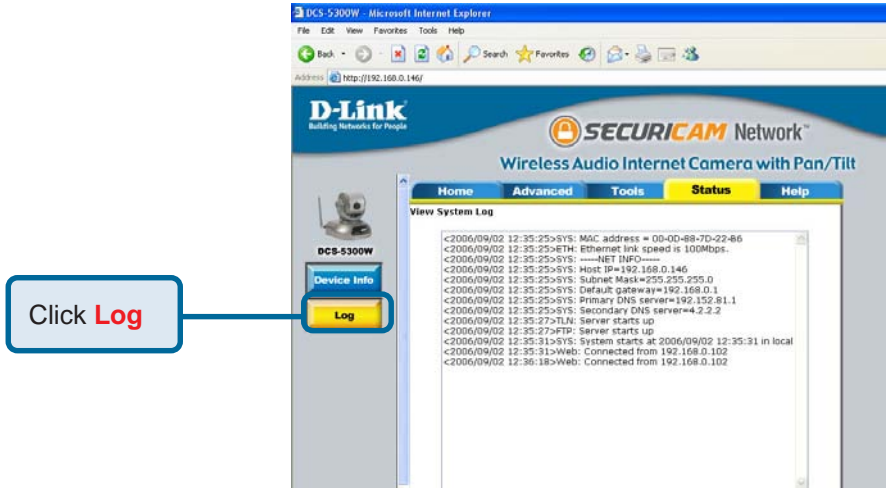 DCS-5300W - Microsoft Internet Explorer
File Edit View Favorites Tools Help
Back Search Favorites
Address http://192.168.0.146/
D-Link
Building Networks for People
SECURICAM Network™
Wireless Audio Internet Camera with Pan/Tilt
Home Advanced Tools Status Help
View System Log
DCS-5300W
Device Info
Log
Click Log
<2006/09/02 12:35:25>SYS: MAC address = 00-0D-88-7D-22-B6
<2006/09/02 12:35:25>ETH: Ethernet link speed is 100Mbps.
<2006/09/02 12:35:25>SYS: -----NET INFO-----
<2006/09/02 12:35:25>SYS: Host IP=192.168.0.146
<2006/09/02 12:35:25>SYS: Subnet Mask=255.255.255.0
<2006/09/02 12:35:25>SYS: Default gateway=192.168.0.1
<2006/09/02 12:35:25>SYS: Primary DNS server=192.152.81.1
<2006/09/02 12:35:25>SYS: Secondary DNS server=4.2.2.2
<2006/09/02 12:35:27>TLN: Server starts up
<2006/09/02 12:35:27>FTP: Server starts up
<2006/09/02 12:35:31>SYS: System starts at 2006/09/02 12:35:31 in local
<2006/09/02 12:35:31>Web: Connected from 192.168.0.102
<2006/09/02 12:36:18>Web: Connected from 192.168.0.102